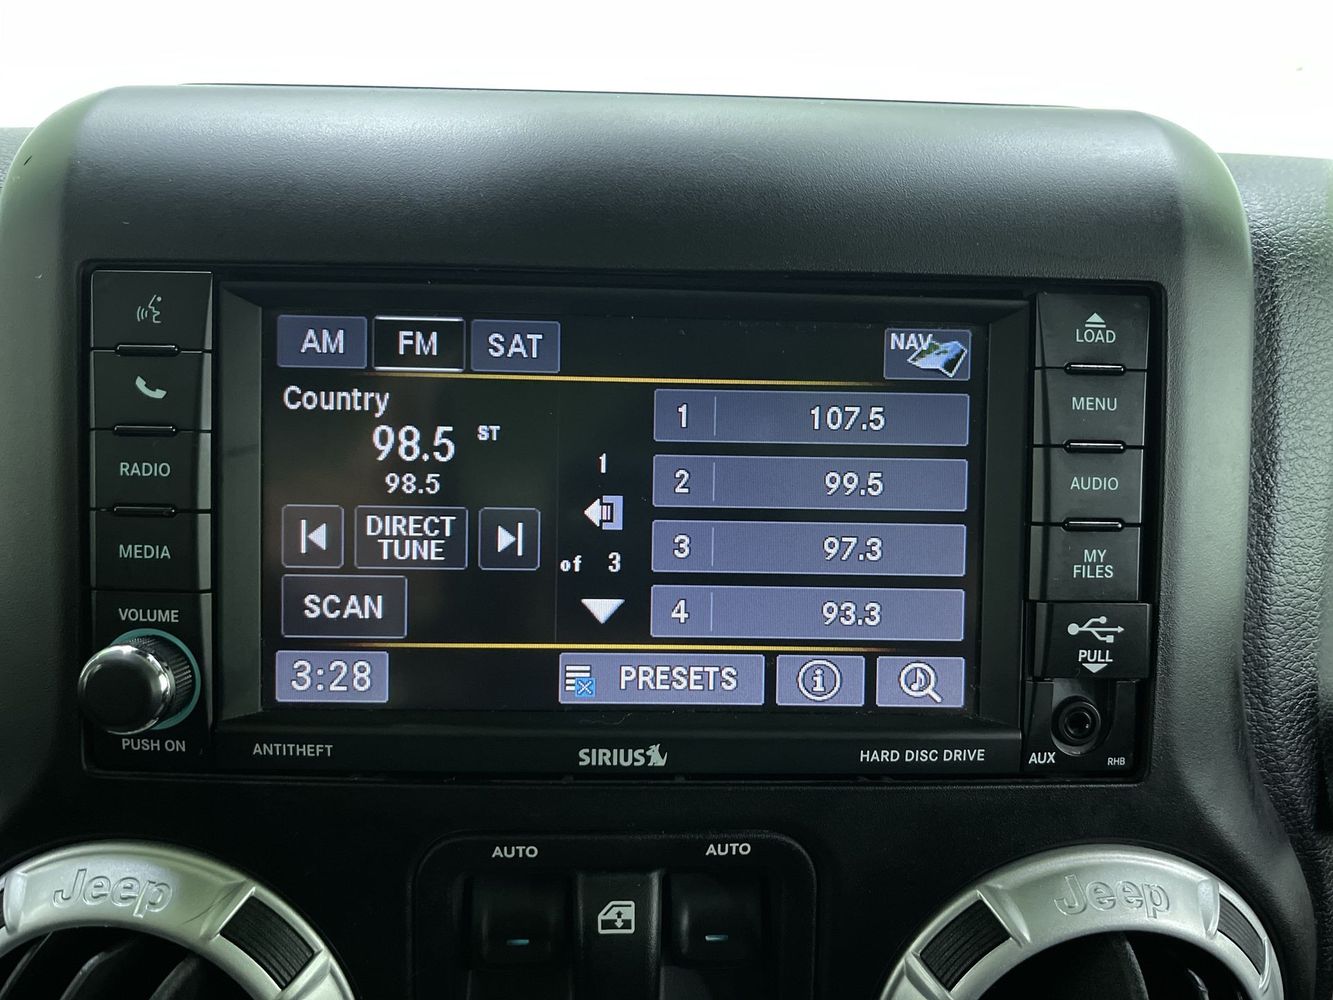 AM FM SAT NAV
Country
98.5 ST
98.5
DIRECT
TUNE
SCAN
3:28
1
of 3
1 107.5
2 99.5
3 97.3
4 93.3
PRESETS
i
RADIO
MEDIA
VOLUME
PUSH ON
LOAD
MENU
AUDIO
MY
FILES
PULL
AUX
RHB
ANTITHEFT
SIRIUS
HARD DISC DRIVE
AUTO
AUTO
Jeep
Jeep